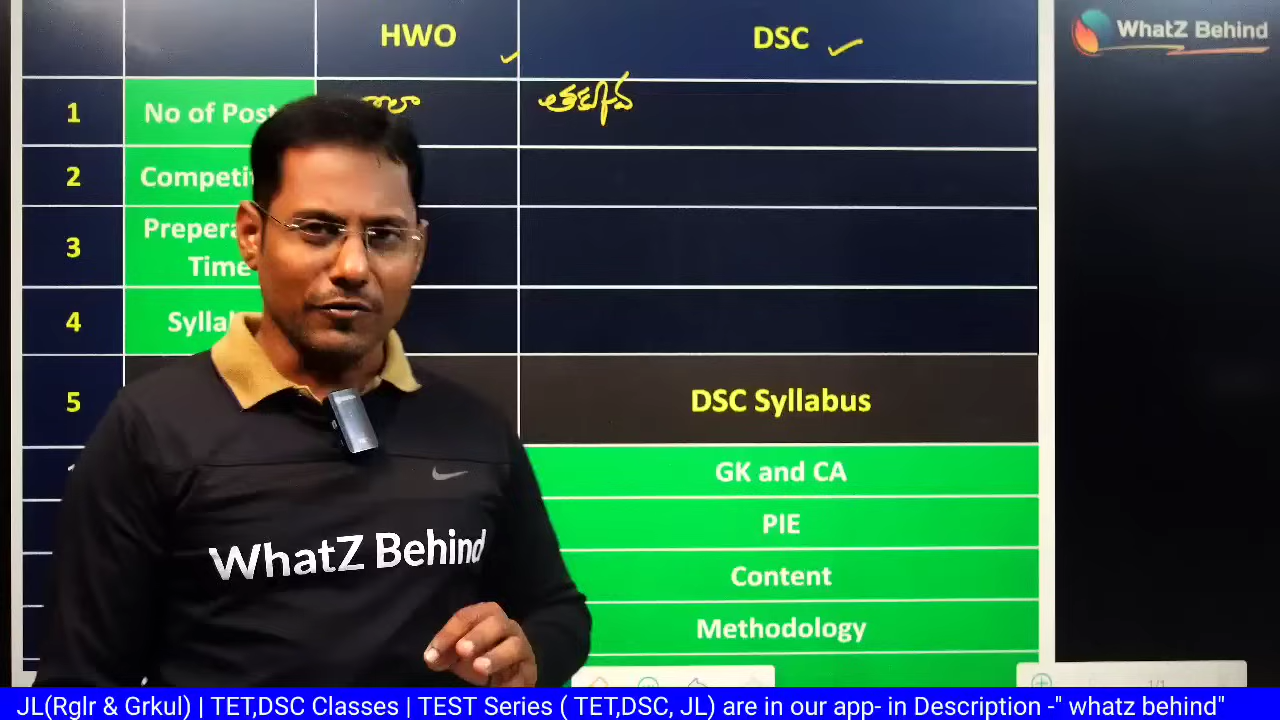 HWO
DSC
WhatZ Behind
1
No of Post
2
Competi
3
Prepera
Time
4
Sylla
5
DSC Syllabus
GK and CA
PIE
Content
Methodology
WhatZ Behind
JL(Rglr & Grkul) | TET,DSC Classes | TEST Series ( TET,DSC, JL) are in our app- in Description -" whatz behind"